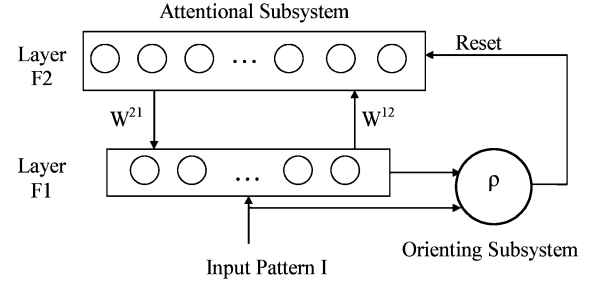 Attentional Subsystem
Layer
F2
...
Reset
W²¹
W¹²
Layer
F1
...
ρ
Orienting Subsystem
Input Pattern I